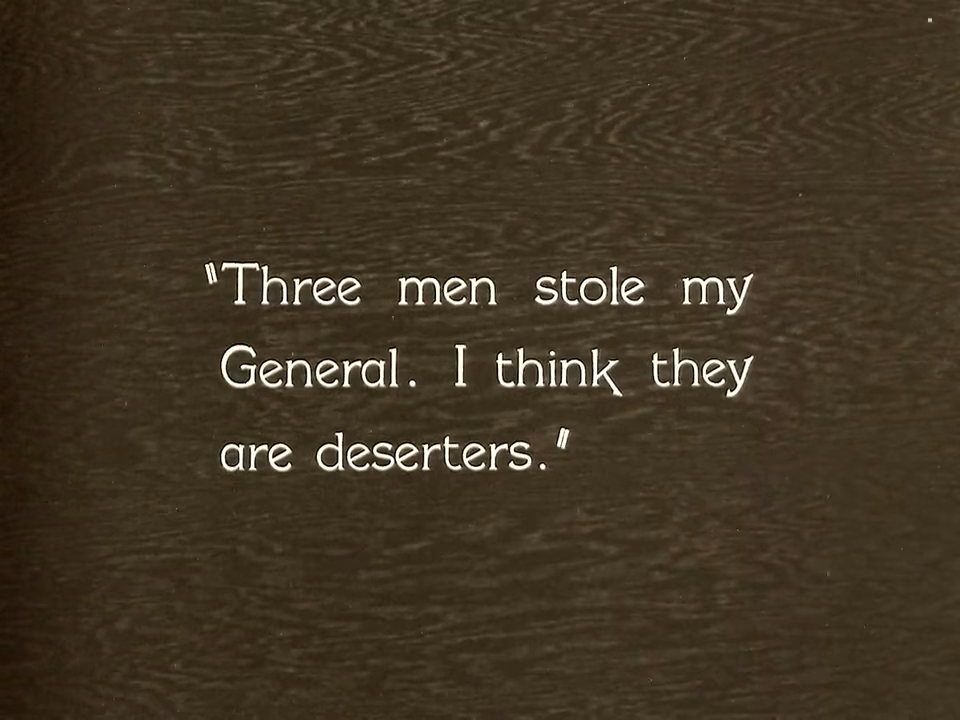 "Three men stole my
General. I think they
are deserters."